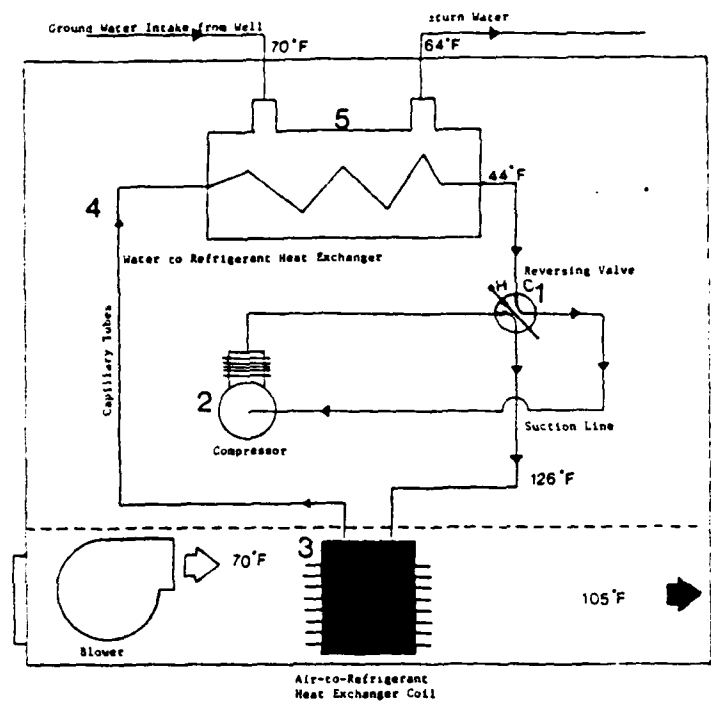 Ground Water Intake from Well
eturn Water
70°F
64°F
5
44°F
4
Water to Refrigerant Heat Exchanger
Reversing Valve
H C 1
Capillary Tubes
2
Compressor
Suction Line
126°F
3
70°F
105°F
Blower
Air-to-Refrigerant
Heat Exchanger Coil